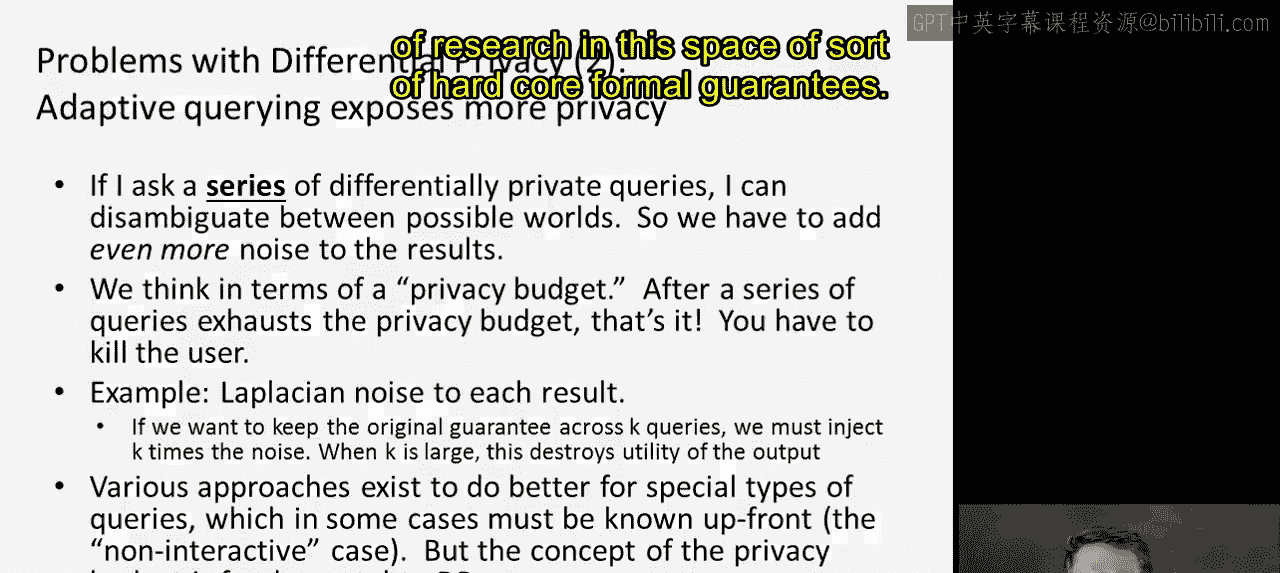 GPT中英字幕课程资源@bilibili.com
of research in this space of sort
of hard core formal guarantees.
Problems with Differential Privacy (2):
Adaptive querying exposes more privacy
• If I ask a series of differentially private queries, I can
disambiguate between possible worlds. So we have to add
even more noise to the results.
• We think in terms of a “privacy budget.” After a series of
queries exhausts the privacy budget, that’s it! You have to
kill the user.
• Example: Laplacian noise to each result.
• If we want to keep the original guarantee across k queries, we must inject
k times the noise. When k is large, this destroys utility of the output
• Various approaches exist to do better for special types of
queries, which in some cases must be known up-front (the
“non-interactive” case). But the concept of the privacy